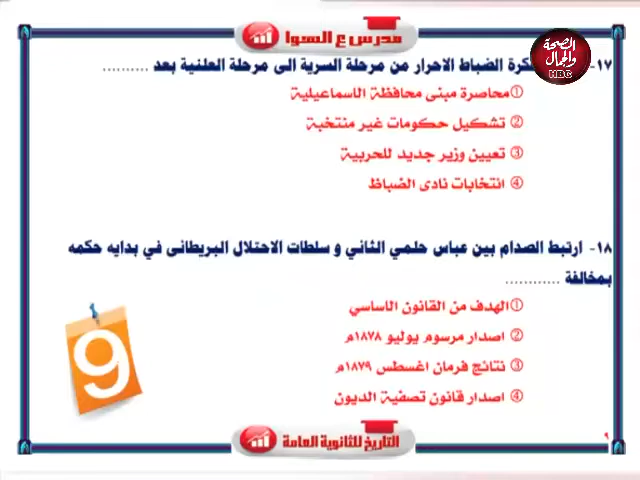 مدرس ع الهوا
الصحة والجمال
HBG
١٧- فكرة الضباط الاحرار من مرحلة السرية الى مرحلة العلنية بعد ..........
① محاصرة مبنى محافظة الاسماعيلية
② تشكيل حكومات غير منتخبة
③ تعيين وزير جديد للحربية
④ انتخابات نادى الضباظ
١٨- ارتبط الصدام بين عباس حلمي الثاني و سلطات الاحتلال البريطانى في بدايه حكمه
بمخالفة ............
① الهدف من القانون الاساسي
② اصدار مرسوم يوليو ١٨٧٨م
③ نتائج فرمان اغسطس ١٨٧٩م
④ اصدار قانون تصفية الديون
9
التاريخ للثانوية العامة